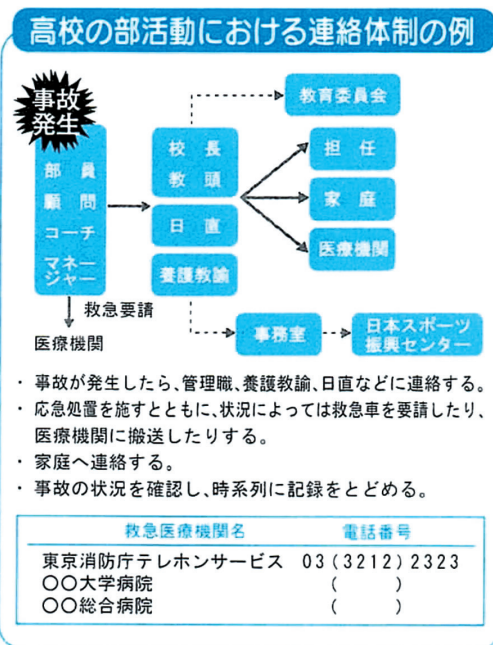 高校の部活動における連絡体制の例
事故
発生
部員
顧問
コーチ
マネー
ジャー
救急要請
医療機関
校長
教頭
日直
養護教諭
教育委員会
担任
家庭
医療機関
事務室
日本スポーツ
振興センター
・ 事故が発生したら、管理職、養護教諭、日直などに連絡する。
・ 応急処置を施すとともに、状況によっては救急車を要請したり、
医療機関に搬送したりする。
・ 家庭へ連絡する。
・ 事故の状況を確認し、時系列に記録をとどめる。
救急医療機関名 電話番号
東京消防庁テレホンサービス 03(3212)2323
〇〇大学病院 (   )
〇〇総合病院 (   )